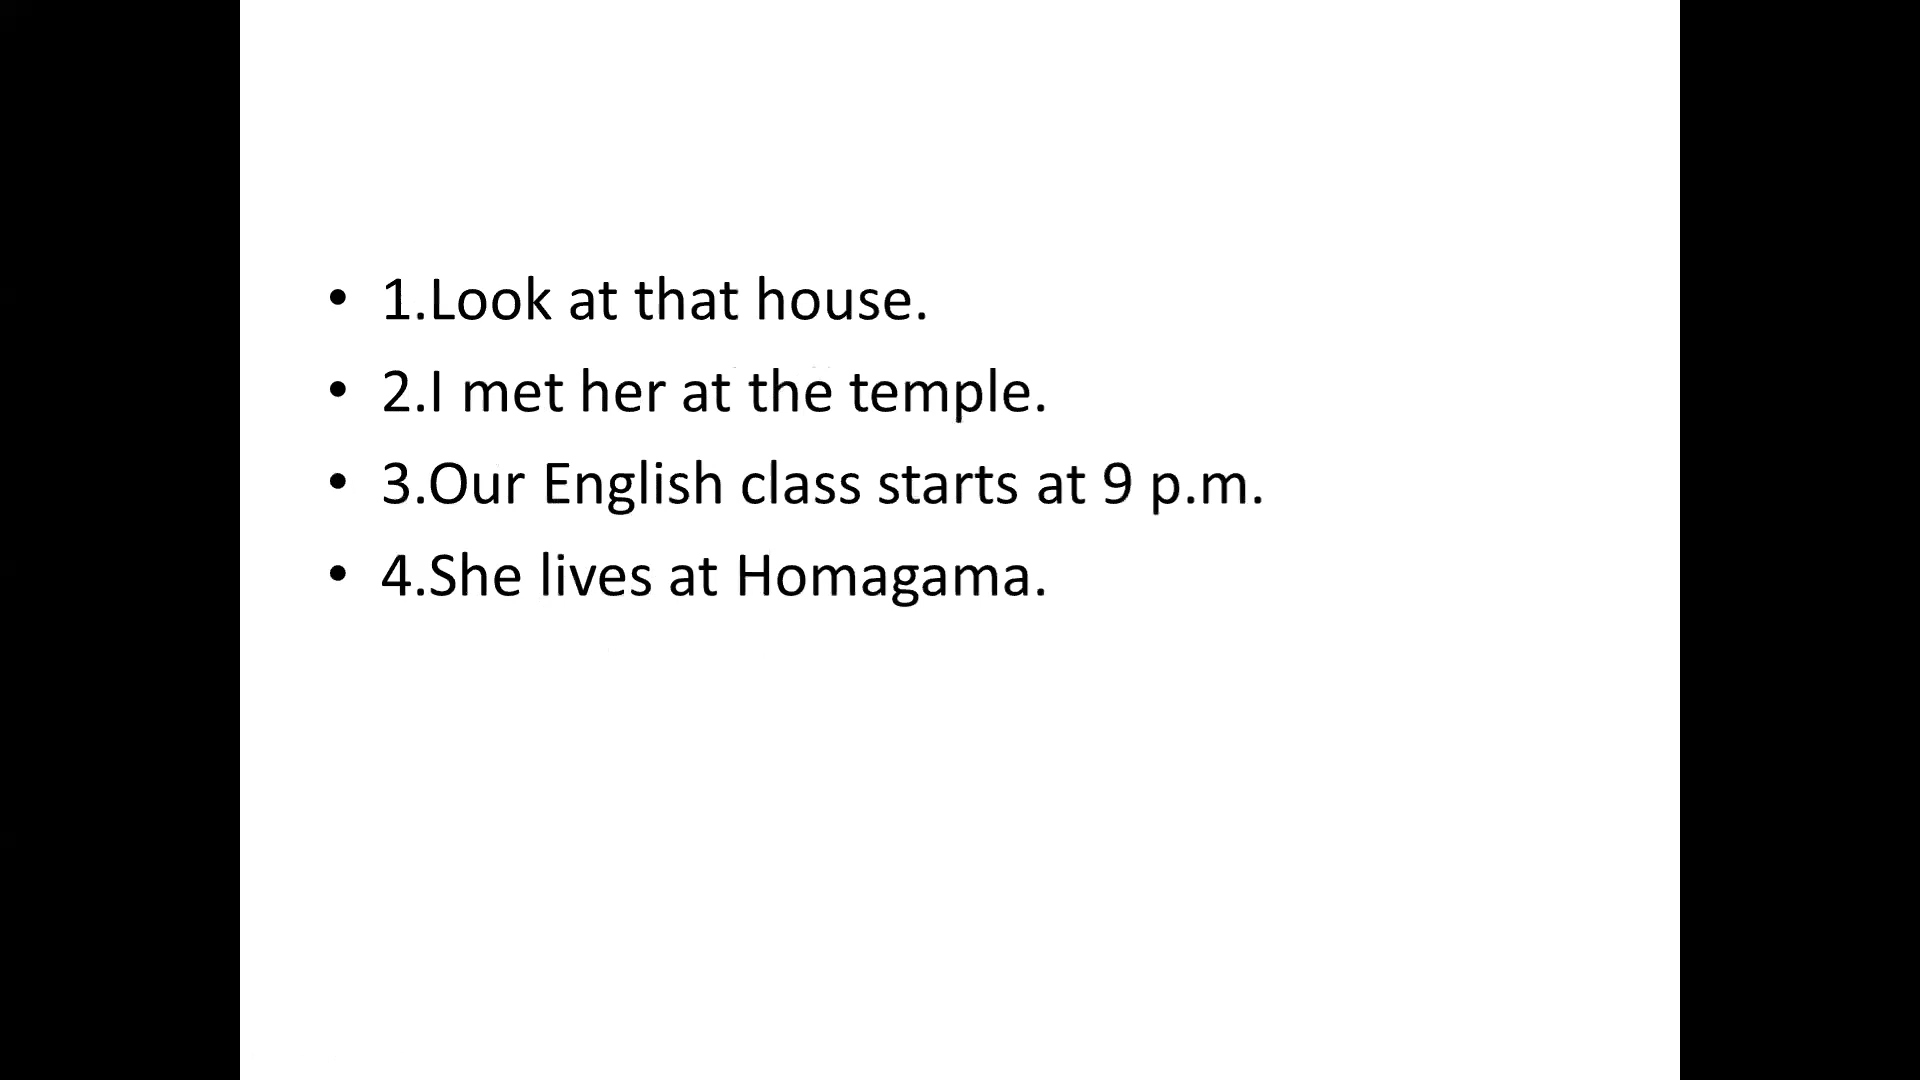 • 1.Look at that house.
• 2.I met her at the temple.
• 3.Our English class starts at 9 p.m.
• 4.She lives at Homagama.